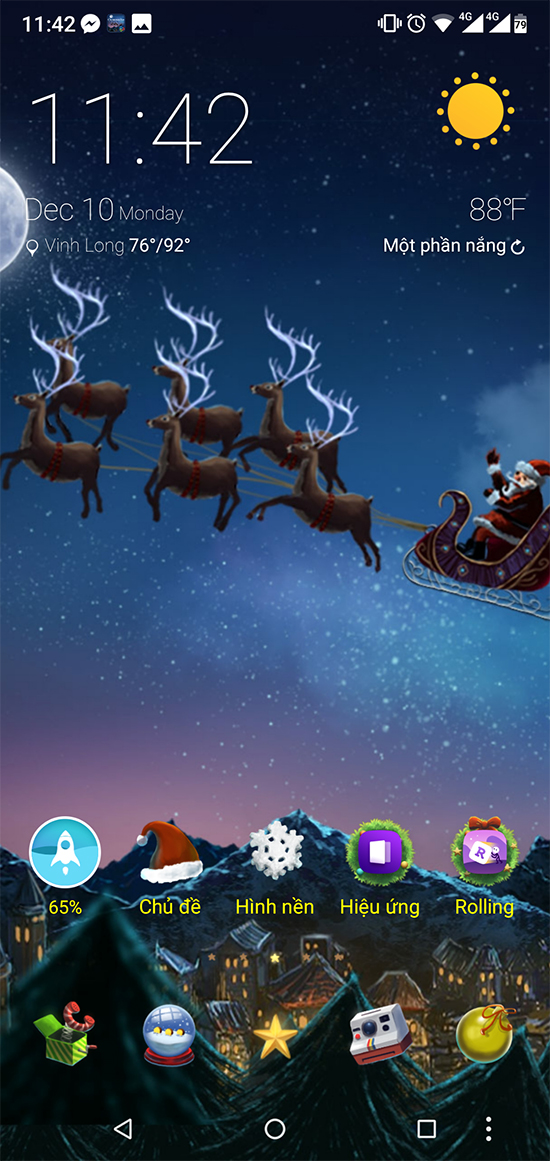 11:42 4G 4G 79
11:42
Dec 10 Monday 88°F
Vinh Long 76°/92° Một phần nắng
65% Chủ đề Hình nền Hiệu ứng Rolling
R